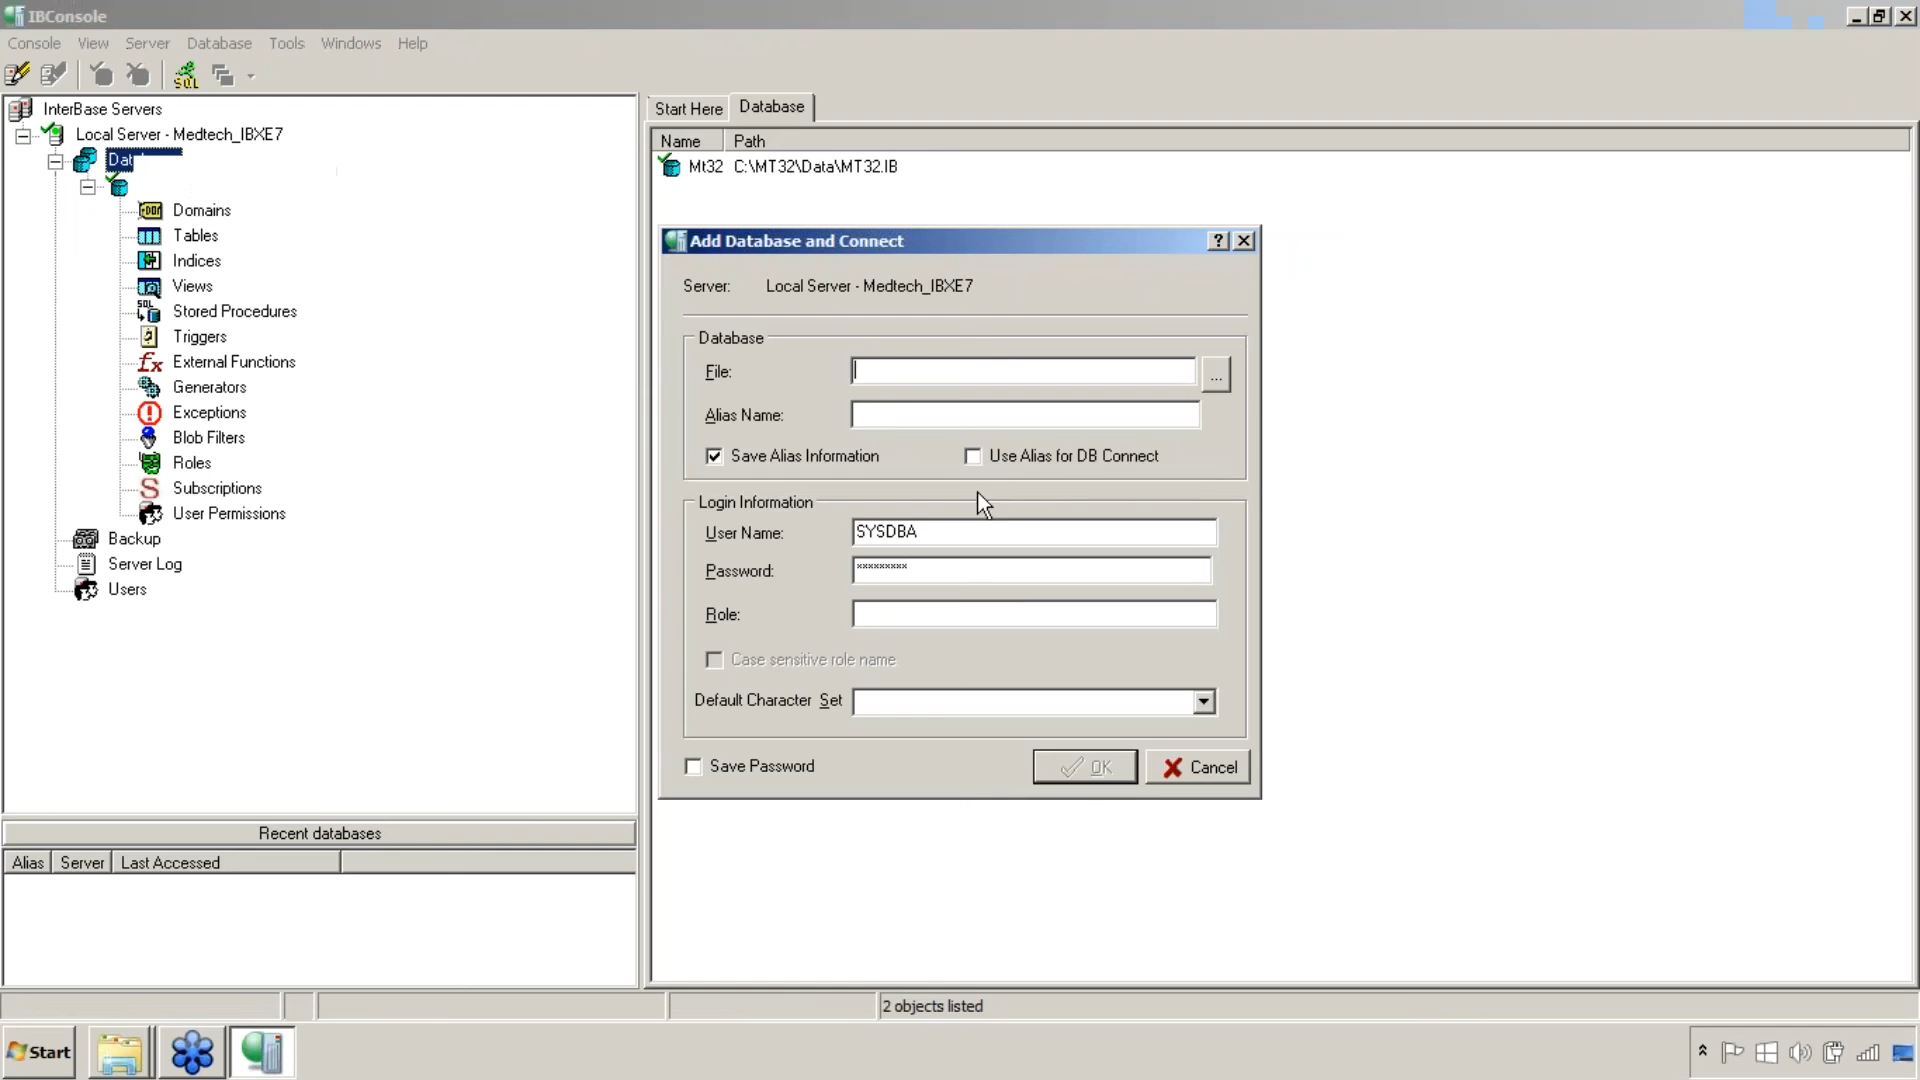 IBConsole
Console View Server Database Tools Windows Help
SQL
InterBase Servers
Local Server - Medtech_IBXE7
Dat
Domains
Tables
Indices
Views
Stored Procedures
Triggers
External Functions
Generators
Exceptions
Blob Filters
Roles
Subscriptions
User Permissions
Backup
Server Log
Users
Recent databases
Alias Server Last Accessed
Start Here Database
Name Path
Mt32 C:\MT32\Data\MT32.IB
Add Database and Connect
Server: Local Server - Medtech_IBXE7
Database
File: ...
Alias Name:
Save Alias Information Use Alias for DB Connect
Login Information
User Name: SYSDBA
Password: *********
Role:
Case sensitive role name
Default Character Set
Save Password OK Cancel
2 objects listed
Start